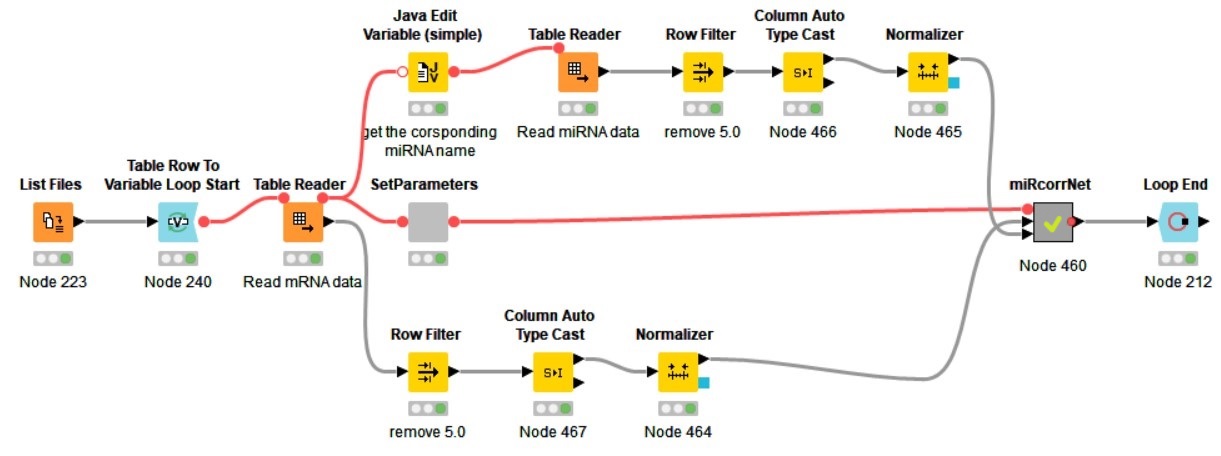 Java Edit
Variable (simple)
Table Reader
Row Filter
Column Auto
Type Cast
Normalizer
S▸I
get the corsponding
miRNA name
Read miRNA data
remove 5.0
Node 466
Node 465
List Files
Table Row To
Variable Loop Start
Table Reader
SetParameters
miRcorrNet
Loop End
J
V
V
Node 223
Node 240
Read mRNA data
Node 460
Node 212
Row Filter
Column Auto
Type Cast
Normalizer
S▸I
remove 5.0
Node 467
Node 464